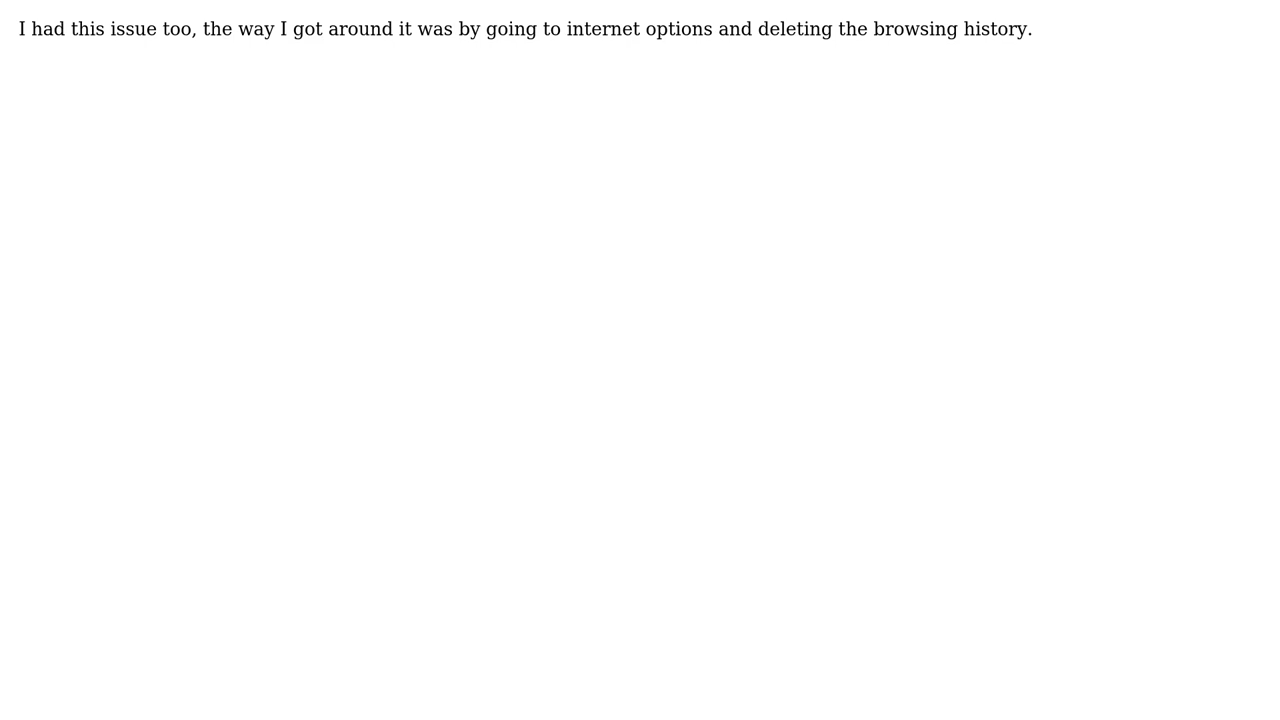 I had this issue too, the way I got around it was by going to internet options and deleting the browsing history.